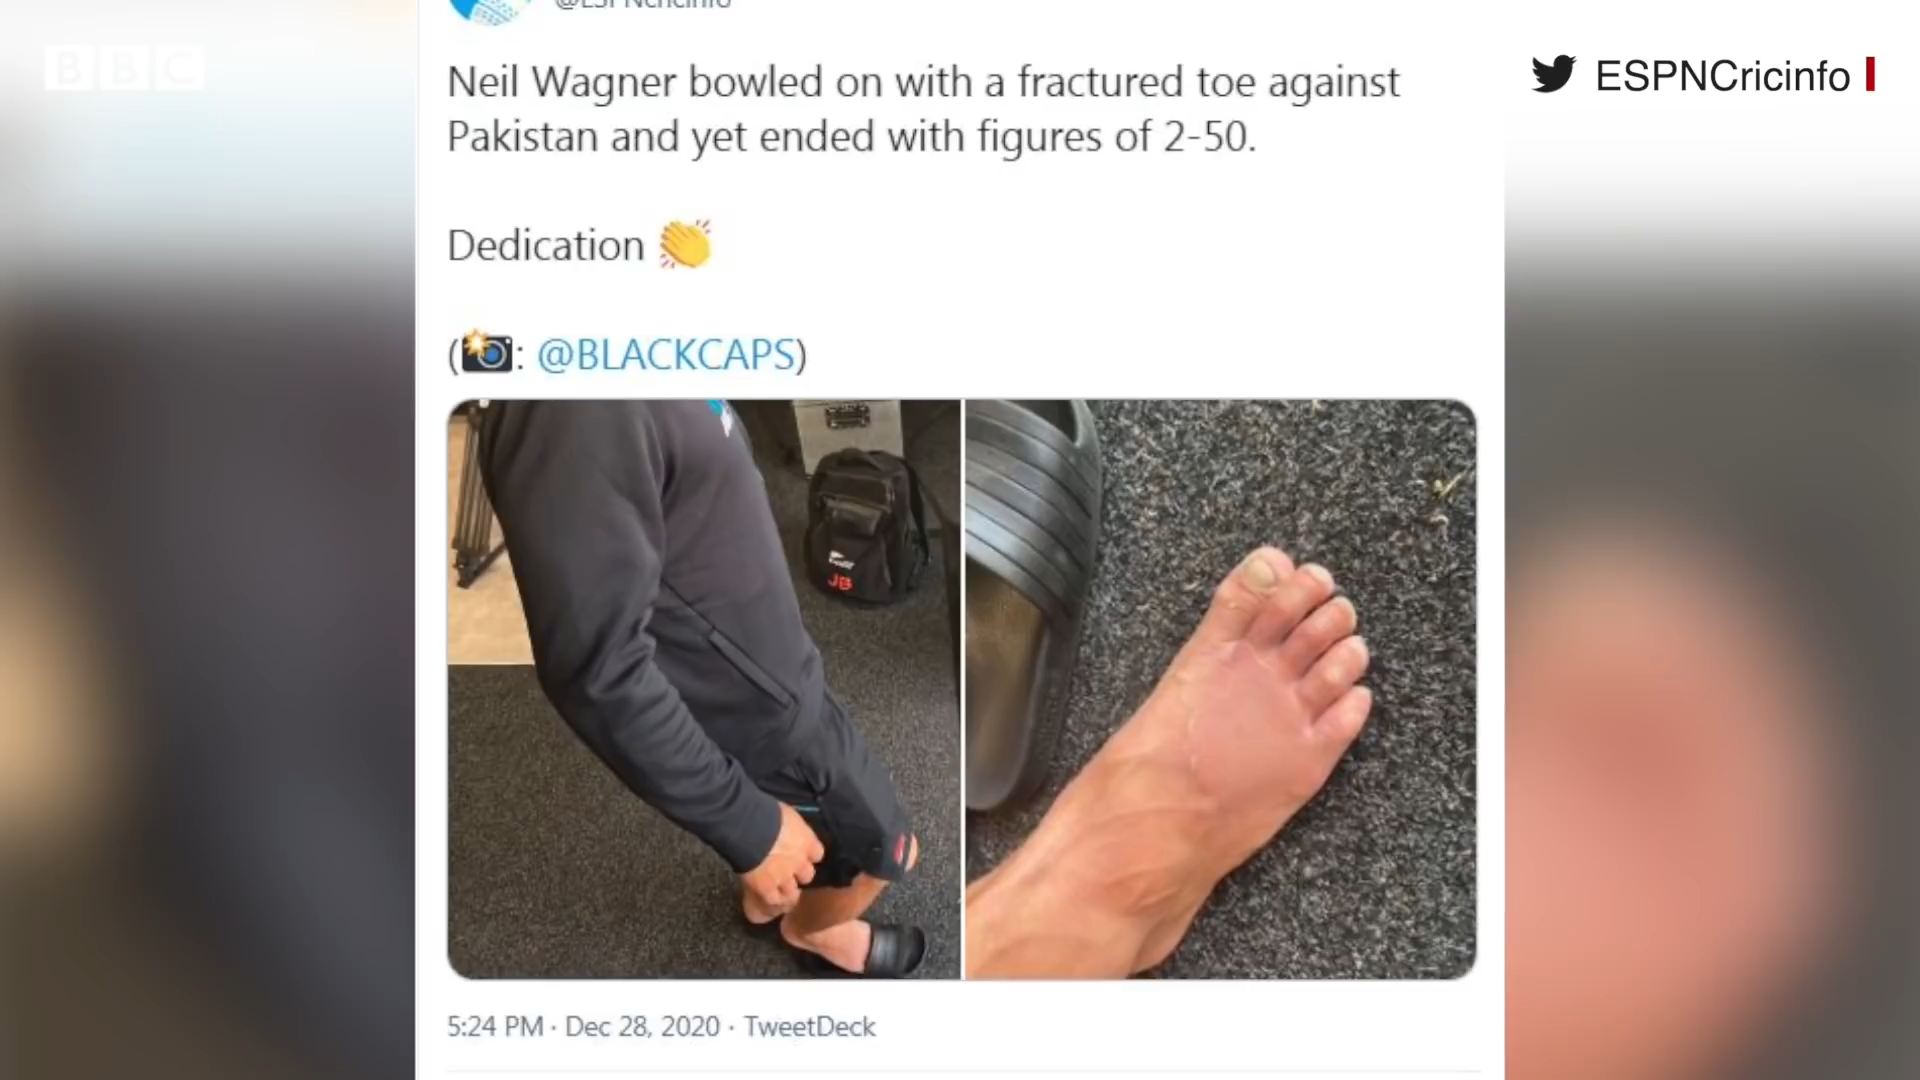 @ESPNcricinfo
BBC
ESPNCricinfo
Neil Wagner bowled on with a fractured toe against
Pakistan and yet ended with figures of 2-50.
Dedication 👏
(📸: @BLACKCAPS)
JB
5:24 PM · Dec 28, 2020 · TweetDeck